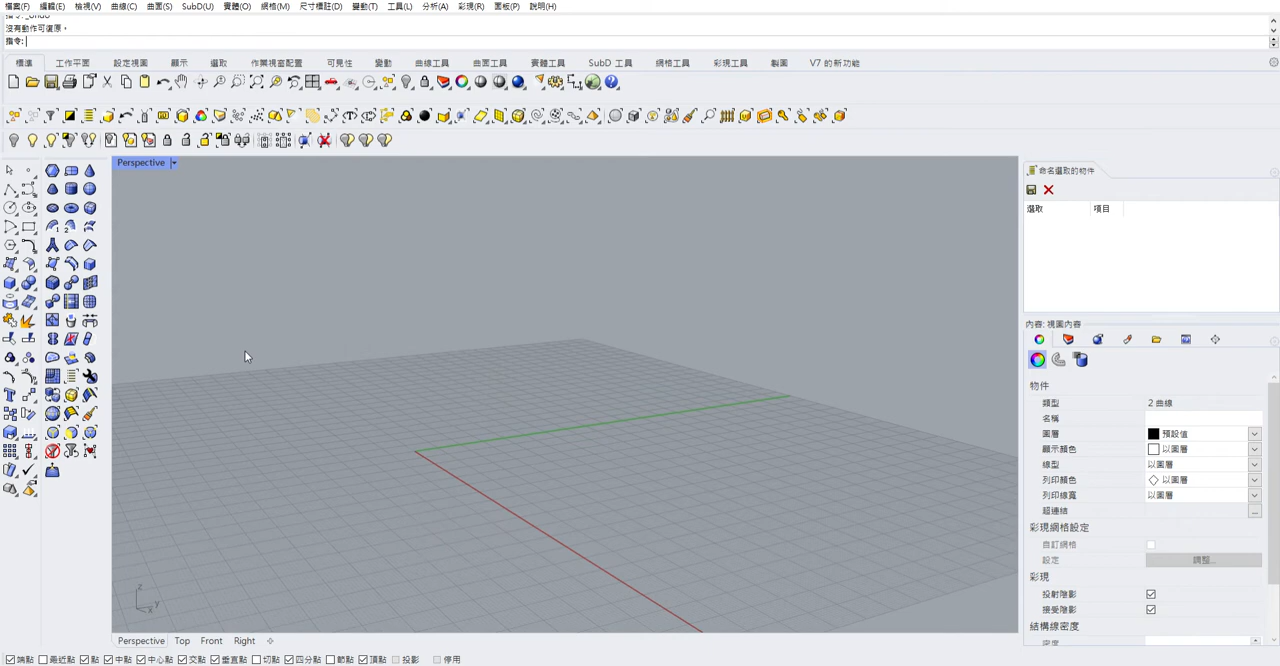 檔案(F) 編輯(E) 檢視(V) 曲線(C) 曲面(S) SubD(U) 實體(O) 網格(M) 尺寸標註(D) 變動(T) 工具(L) 分析(A) 彩現(R) 面板(P) 說明(H)
指令: _Undo
沒有動作可復原。
指令:
標準 工作平面 設定視圖 顯示 選取 作業視窗配置 可見性 變動 曲線工具 曲面工具 實體工具 SubD 工具 網格工具 彩現工具 製圖 V7 的新功能
Perspective
命名選取的物件
選取 項目
內容: 視圖內容
物件
類型 2 曲線
名稱
圖層 預設值
顯示顏色 以圖層
線型 以圖層
列印顏色 以圖層
列印線寬 以圖層
超連結 ...
彩現網格設定
自訂網格
設定 調整...
彩現
投射陰影
接受陰影
結構線密度
密度
z
y
x
Perspective Top Front Right
端點 最近點 點 中點 中心點 交點 垂直點 切點 四分點 節點 頂點 投影 停用